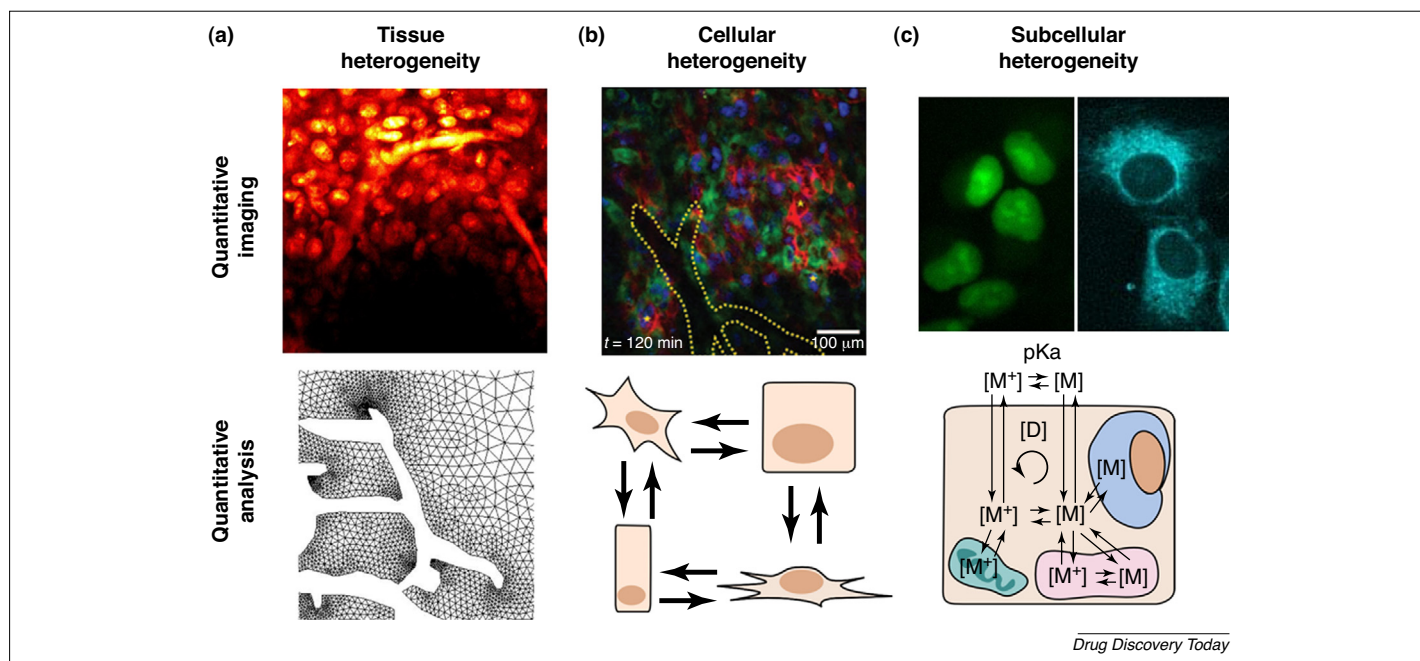 (a) Tissue heterogeneity
(b) Cellular heterogeneity
(c) Subcellular heterogeneity
Quantitative imaging
t = 120 min
100 μm
Quantitative analysis
pKa
[M⁺] [M]
[D]
[M]
[M⁺] [M]
[M⁺]
[M⁺] [M]
Drug Discovery Today